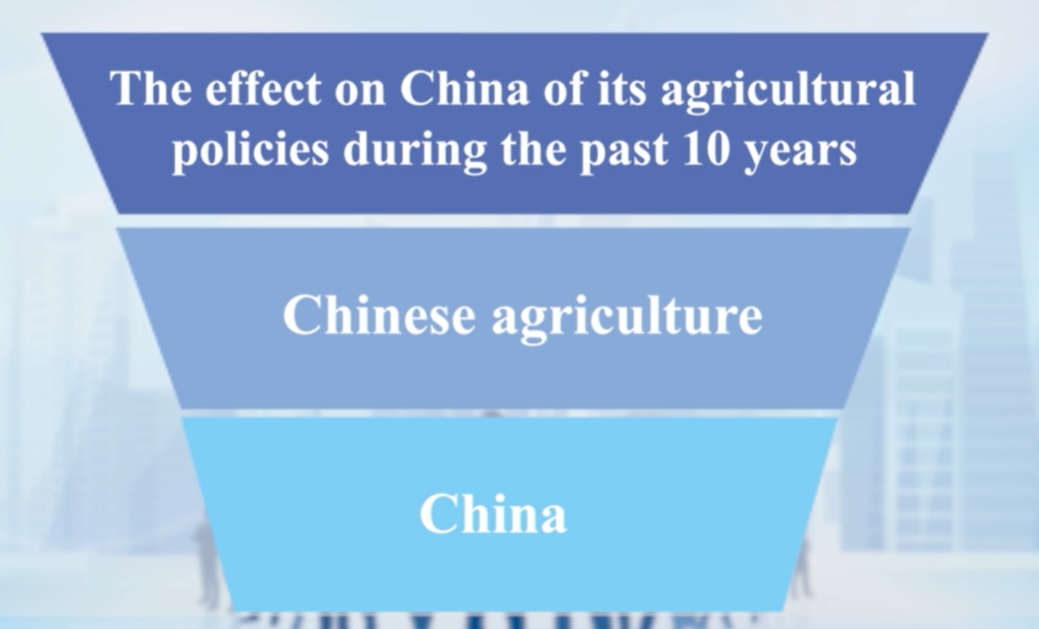 The effect on China of its agricultural
policies during the past 10 years
Chinese agriculture
China